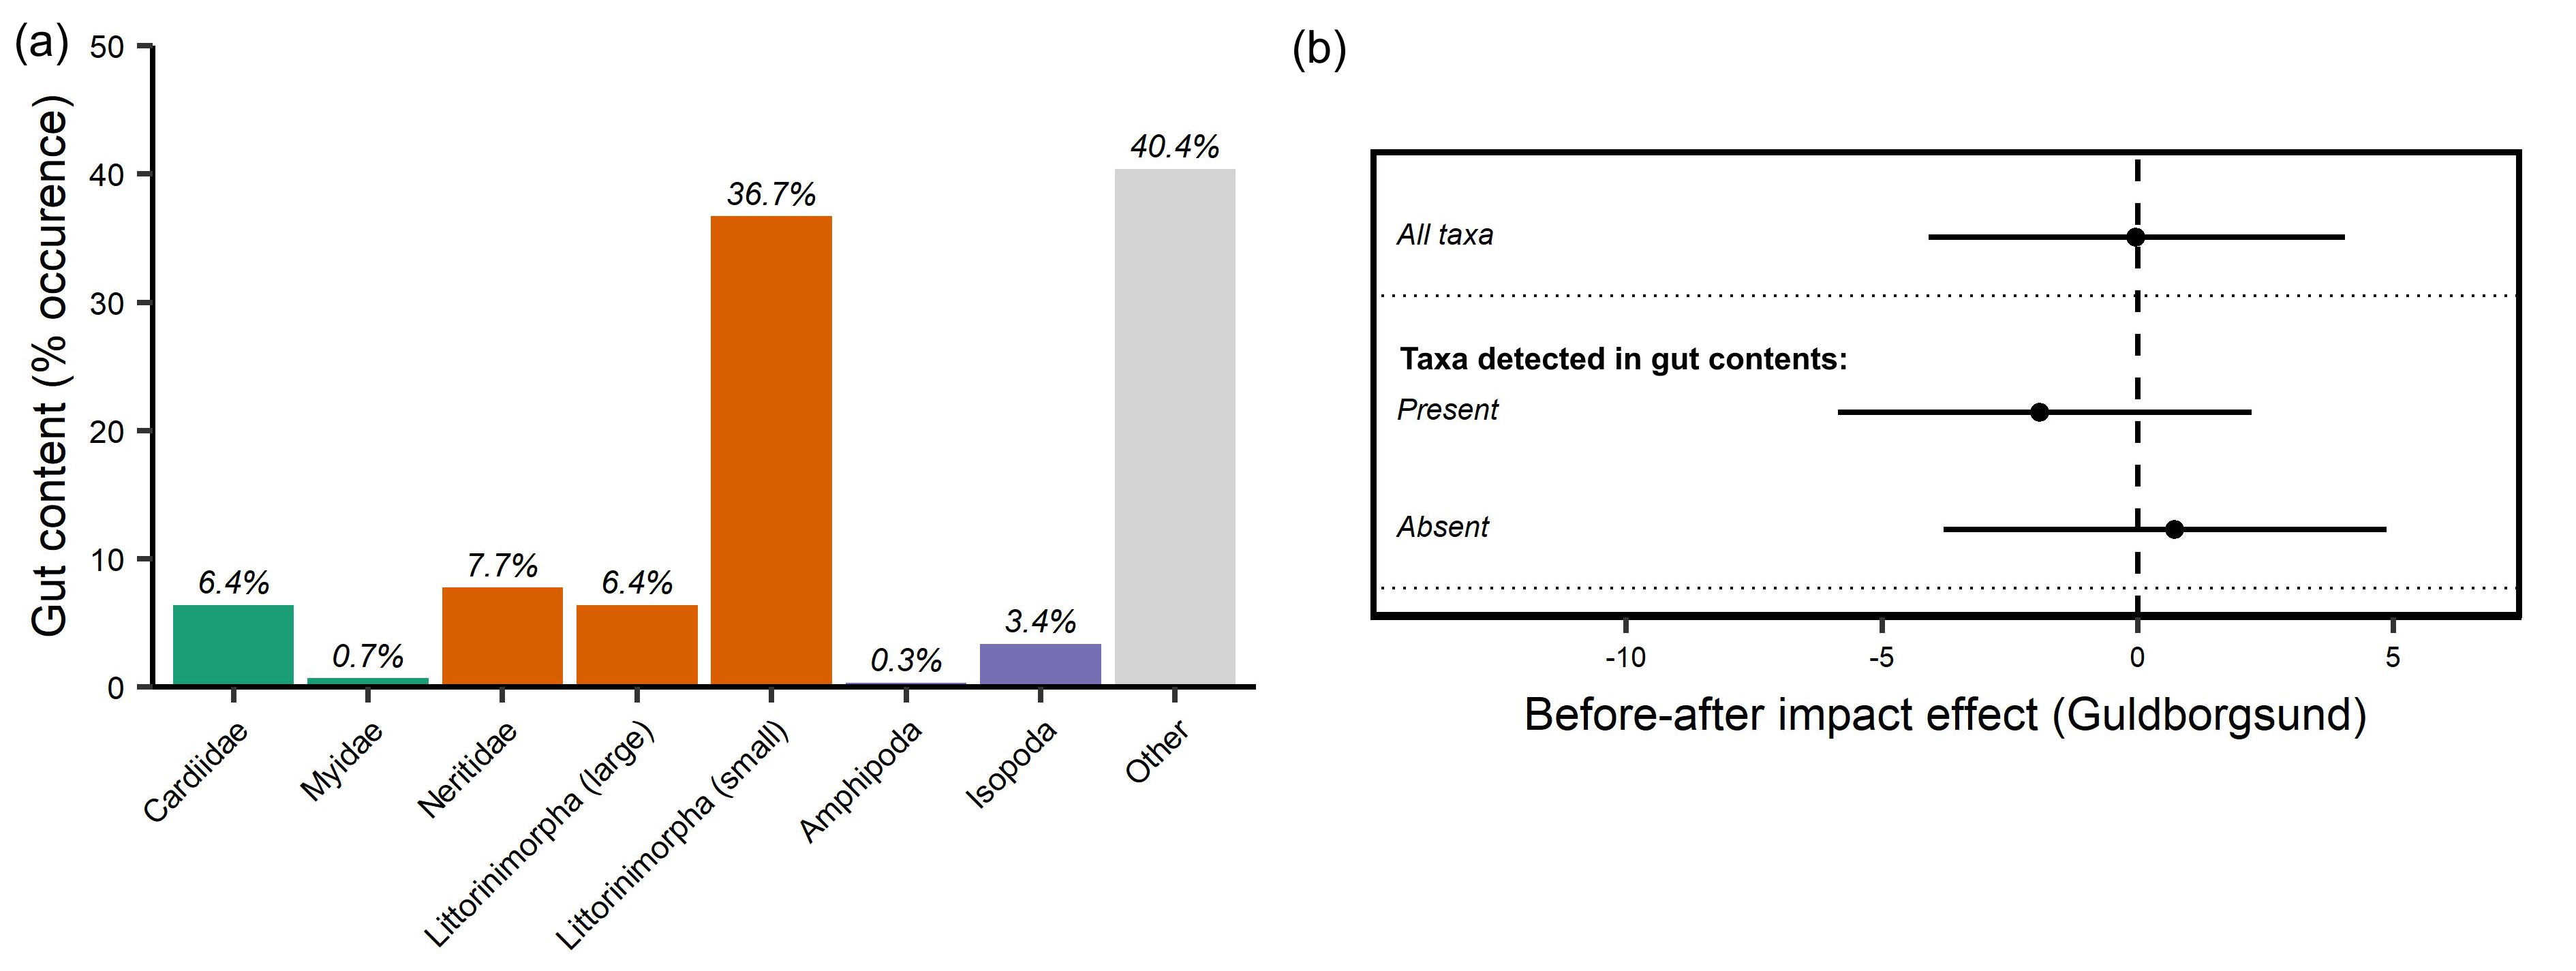 (a)
Gut content (% occurence)
50
40
30
20
10
0
6.4%
0.7%
7.7%
6.4%
36.7%
0.3%
3.4%
40.4%
Cardiidae
Myidae
Neritidae
Littorinimorpha (large)
Littorinimorpha (small)
Amphipoda
Isopoda
Other
(b)
All taxa
Taxa detected in gut contents:
Present
Absent
-10
-5
0
5
Before-after impact effect (Guldborgsund)